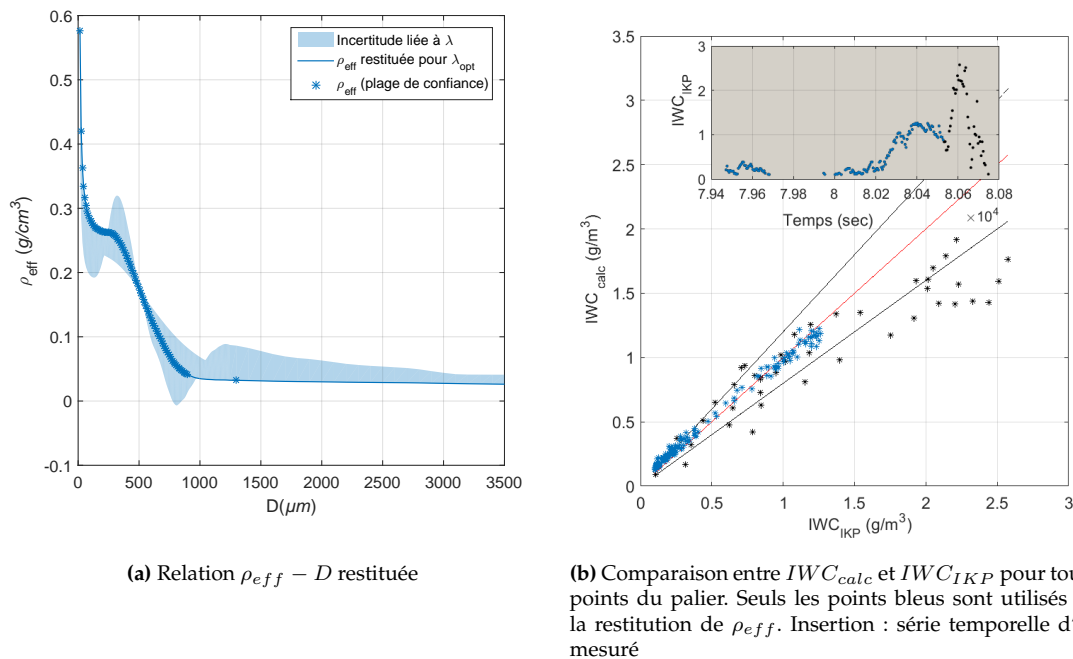 Incertitude liée à λ
ρeff restituée pour λopt
ρeff (plage de confiance)
0.6
0.5
0.4
0.3
0.2
0.1
0
-0.1
ρeff (g/cm³)
0 500 1000 1500 2000 2500 3000 3500
D(μm)
(a) Relation ρeff − D restituée
3.5
3
2.5
2
1.5
1
0.5
0
IWCcalc (g/m³)
3
2
1
0
IWCIKP
7.94 7.96 7.98 8 8.02 8.04 8.06 8.08
Temps (sec)
×10⁴
0 0.5 1 1.5 2 2.5 3
IWCIKP (g/m³)
(b) Comparaison entre IWCcalc et IWCIKP pour tou
points du palier. Seuls les points bleus sont utilisés
la restitution de ρeff. Insertion : série temporelle d'
mesuré